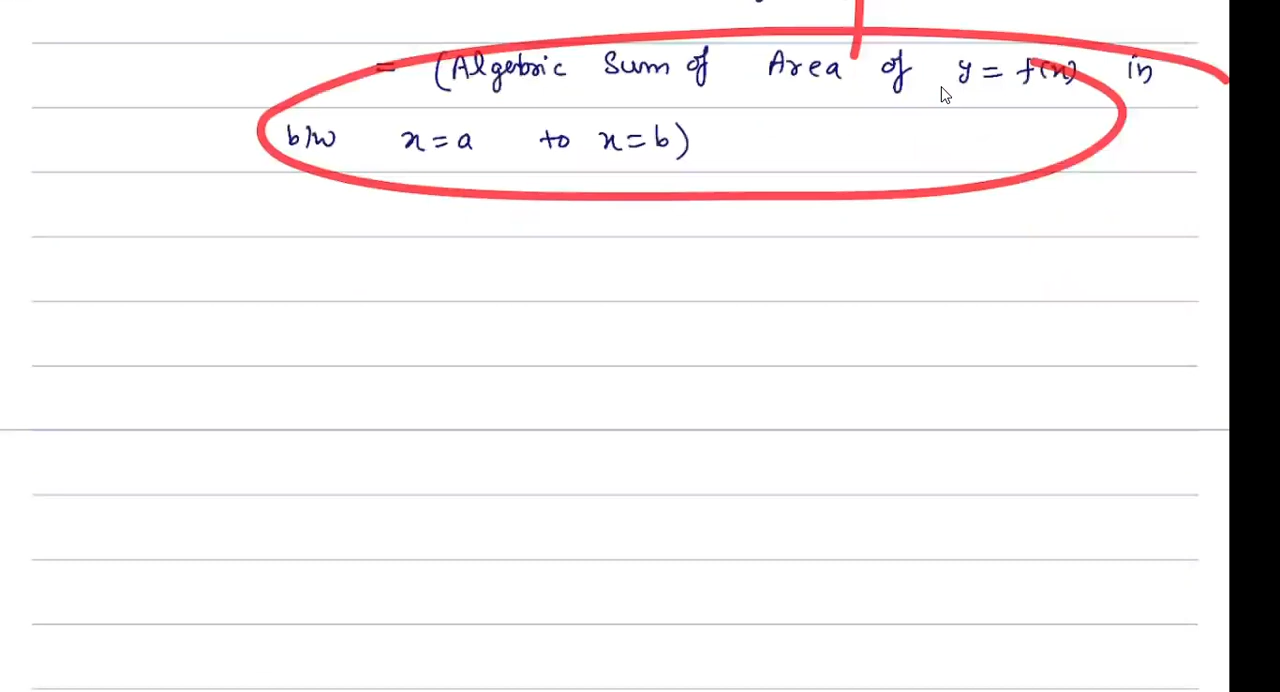 = (Algebric Sum of Area of y = f(x) in
b/w x = a to x = b)